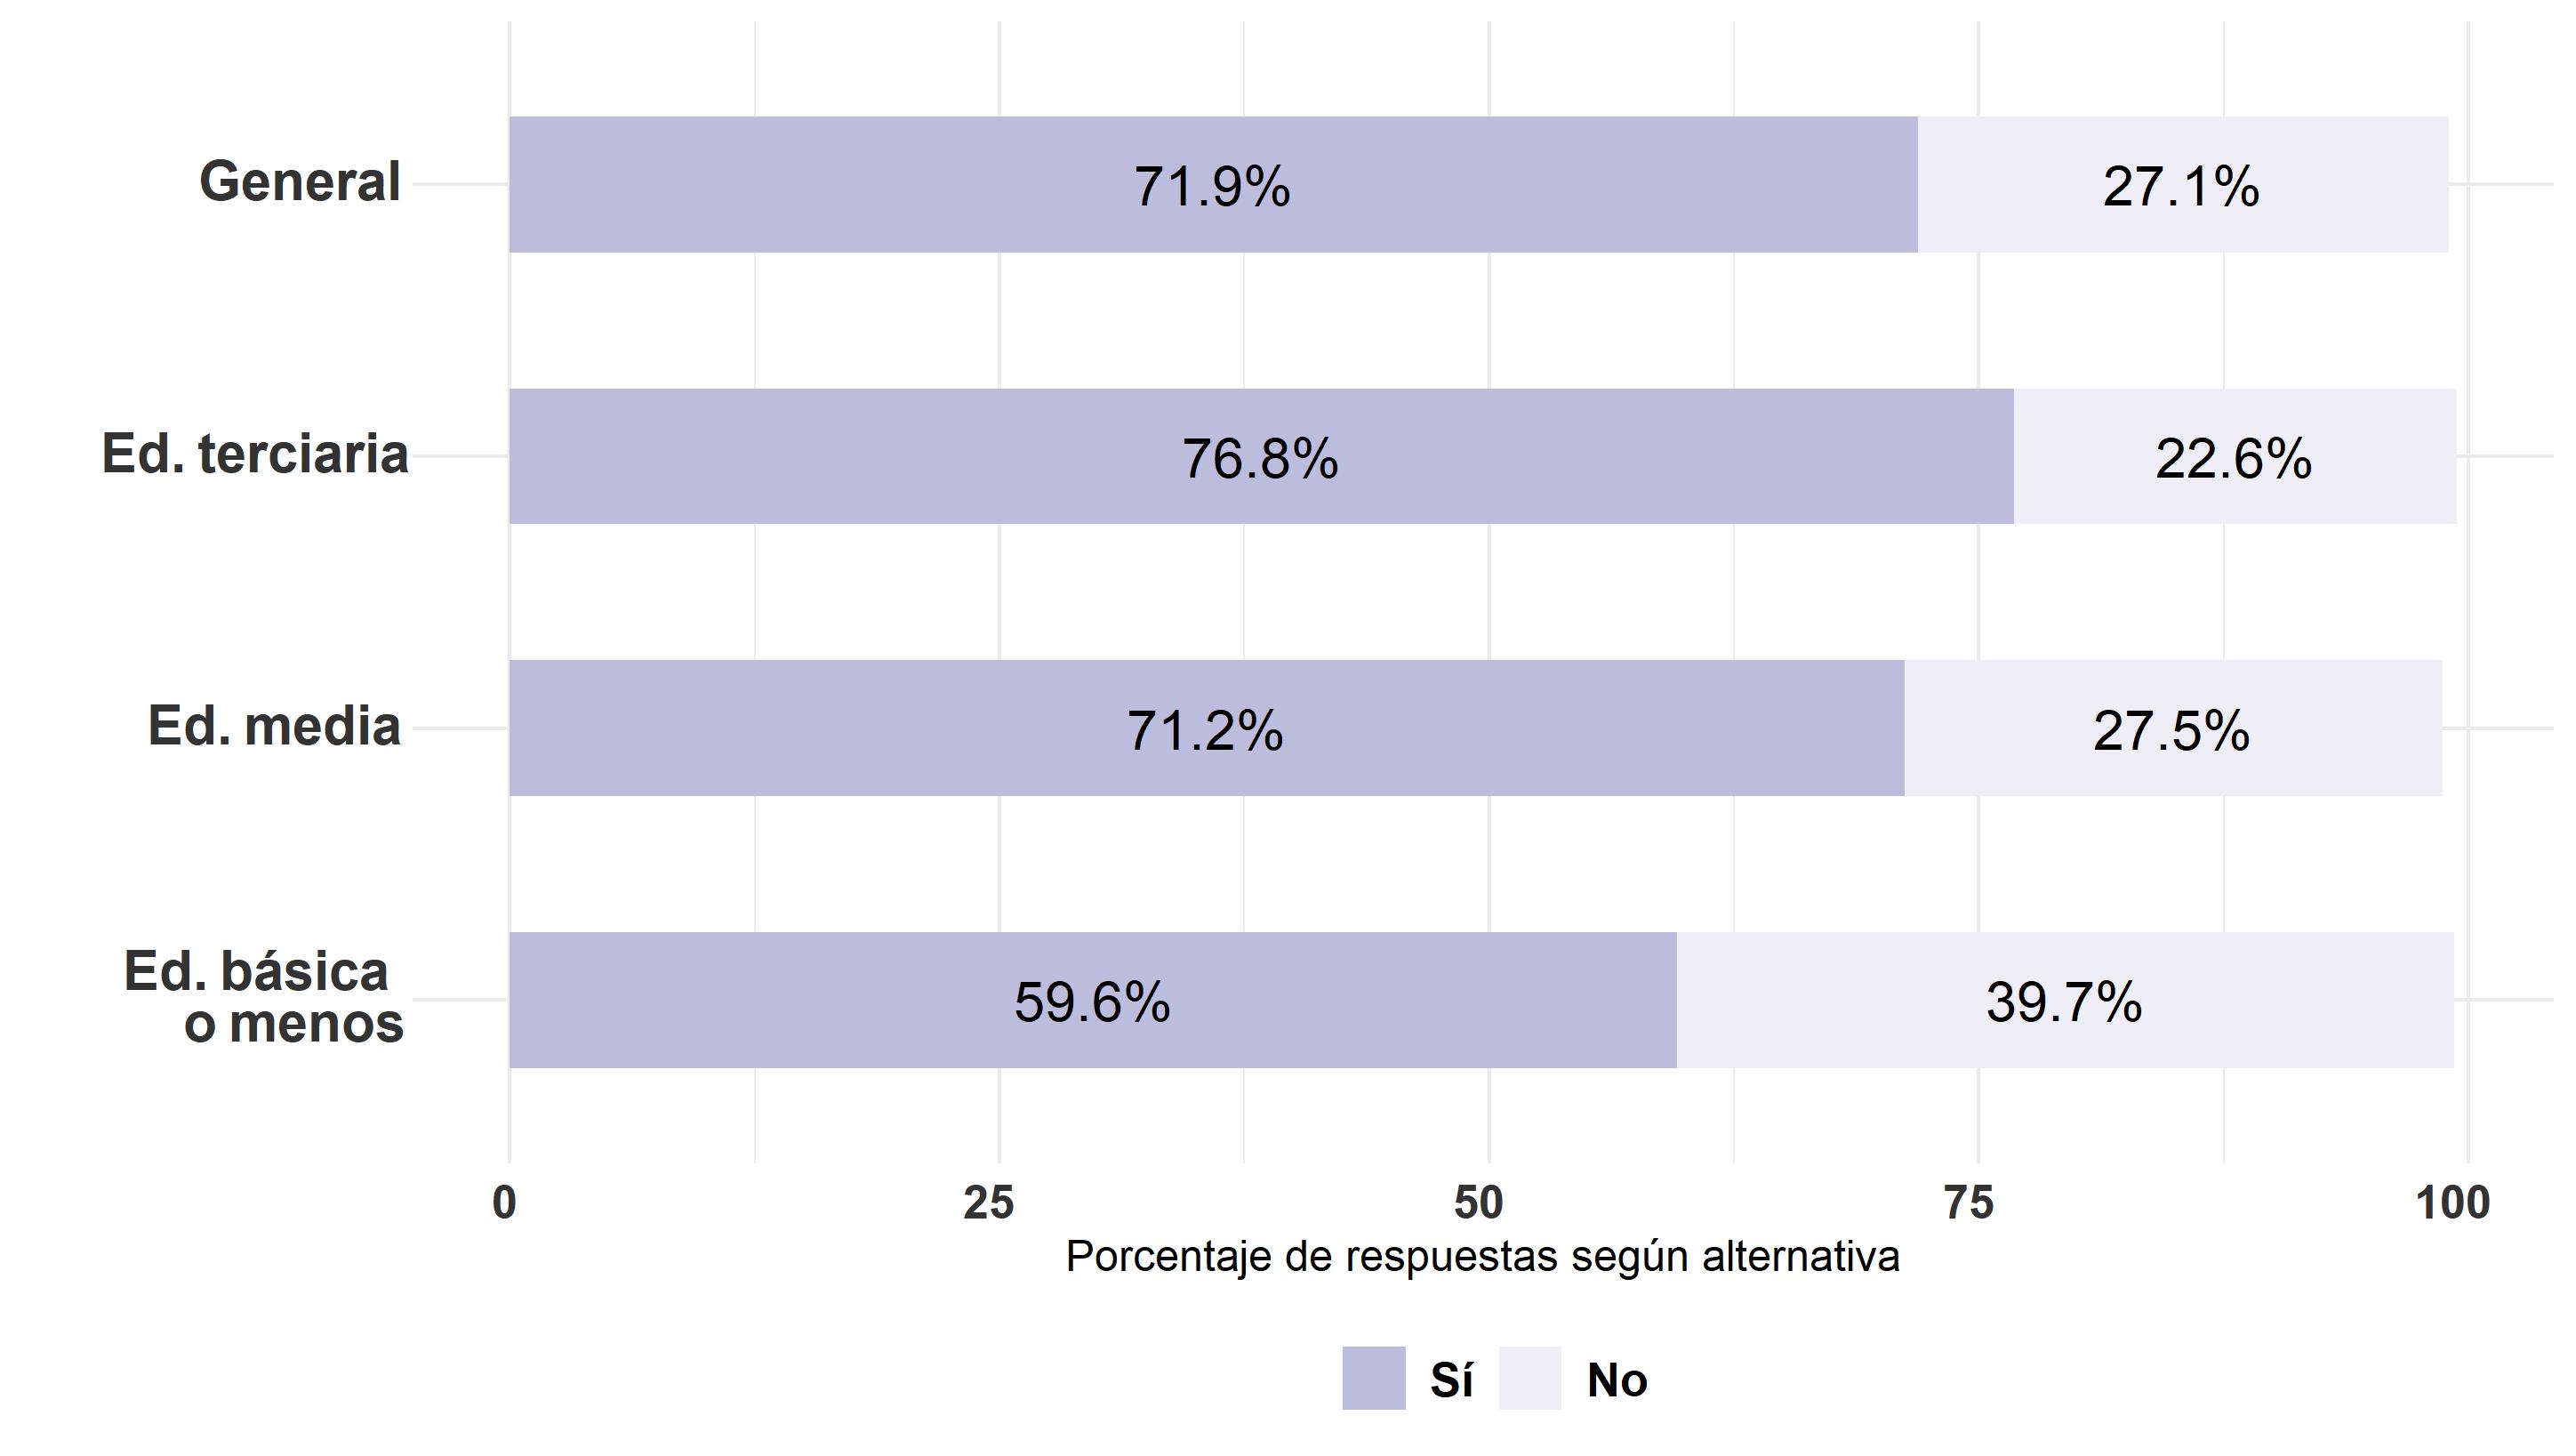 General 71.9% 27.1%
Ed. terciaria 76.8% 22.6%
Ed. media 71.2% 27.5%
Ed. básica
o menos
59.6% 39.7%
0 25 50 75 100
Porcentaje de respuestas según alternativa
Sí No